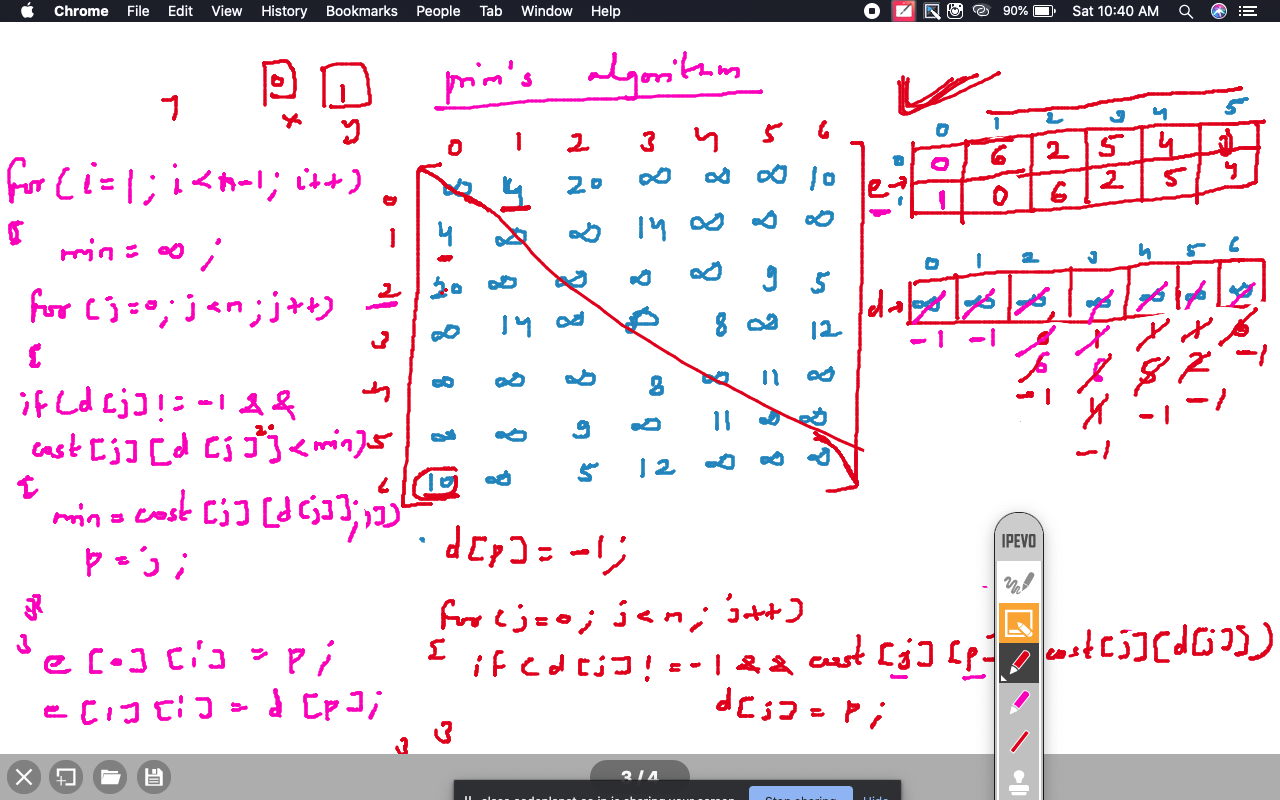 Chrome File Edit View History Bookmarks People Tab Window Help 90% Sat 10:40 AM
prim's algorithm
0 1
x y
0 1 2 3 4 5 6
0 ∞ 4 20 ∞ ∞ ∞ 10
1 4 ∞ ∞ 14 ∞ ∞ ∞
2 20 ∞ ∞ ∞ ∞ 9 5
3 ∞ 14 ∞ ∞ 8 ∞ 12
4 ∞ ∞ ∞ 8 ∞ 11 ∞
5 ∞ ∞ 9 ∞ 11 ∞ ∞
6 10 ∞ 5 12 ∞ ∞ ∞
0 1 2 3 4 5
e→ 0 0 6 2 5 4
1 1 0 6 2 5 4
0 1 2 3 4 5 6
d→ ∞ ∞ ∞ ∞ ∞ ∞ ∞
-1 -1 0 1 1 1 0
6 6 5 2 -1
-1 4 -1 -1
-1
for(i=1; i<n-1; i++)
{
min = ∞ ;
for(j=0; j<n; j++)
{
if(d[j]!=-1 &&
cost[j][d[j]]<min)
{
min=cost[j][d[j]];
p=j;
}
}
e[0][i]=p;
e[1][i]=d[p];
d[p]=-1;
for(j=0; j<n; j++)
{
if(d[j]!=-1 && cost[j][p] cost[j][d[j]])
d[j]=p;
}
}
IPEVO
3 / 4
Stop sharing Hide